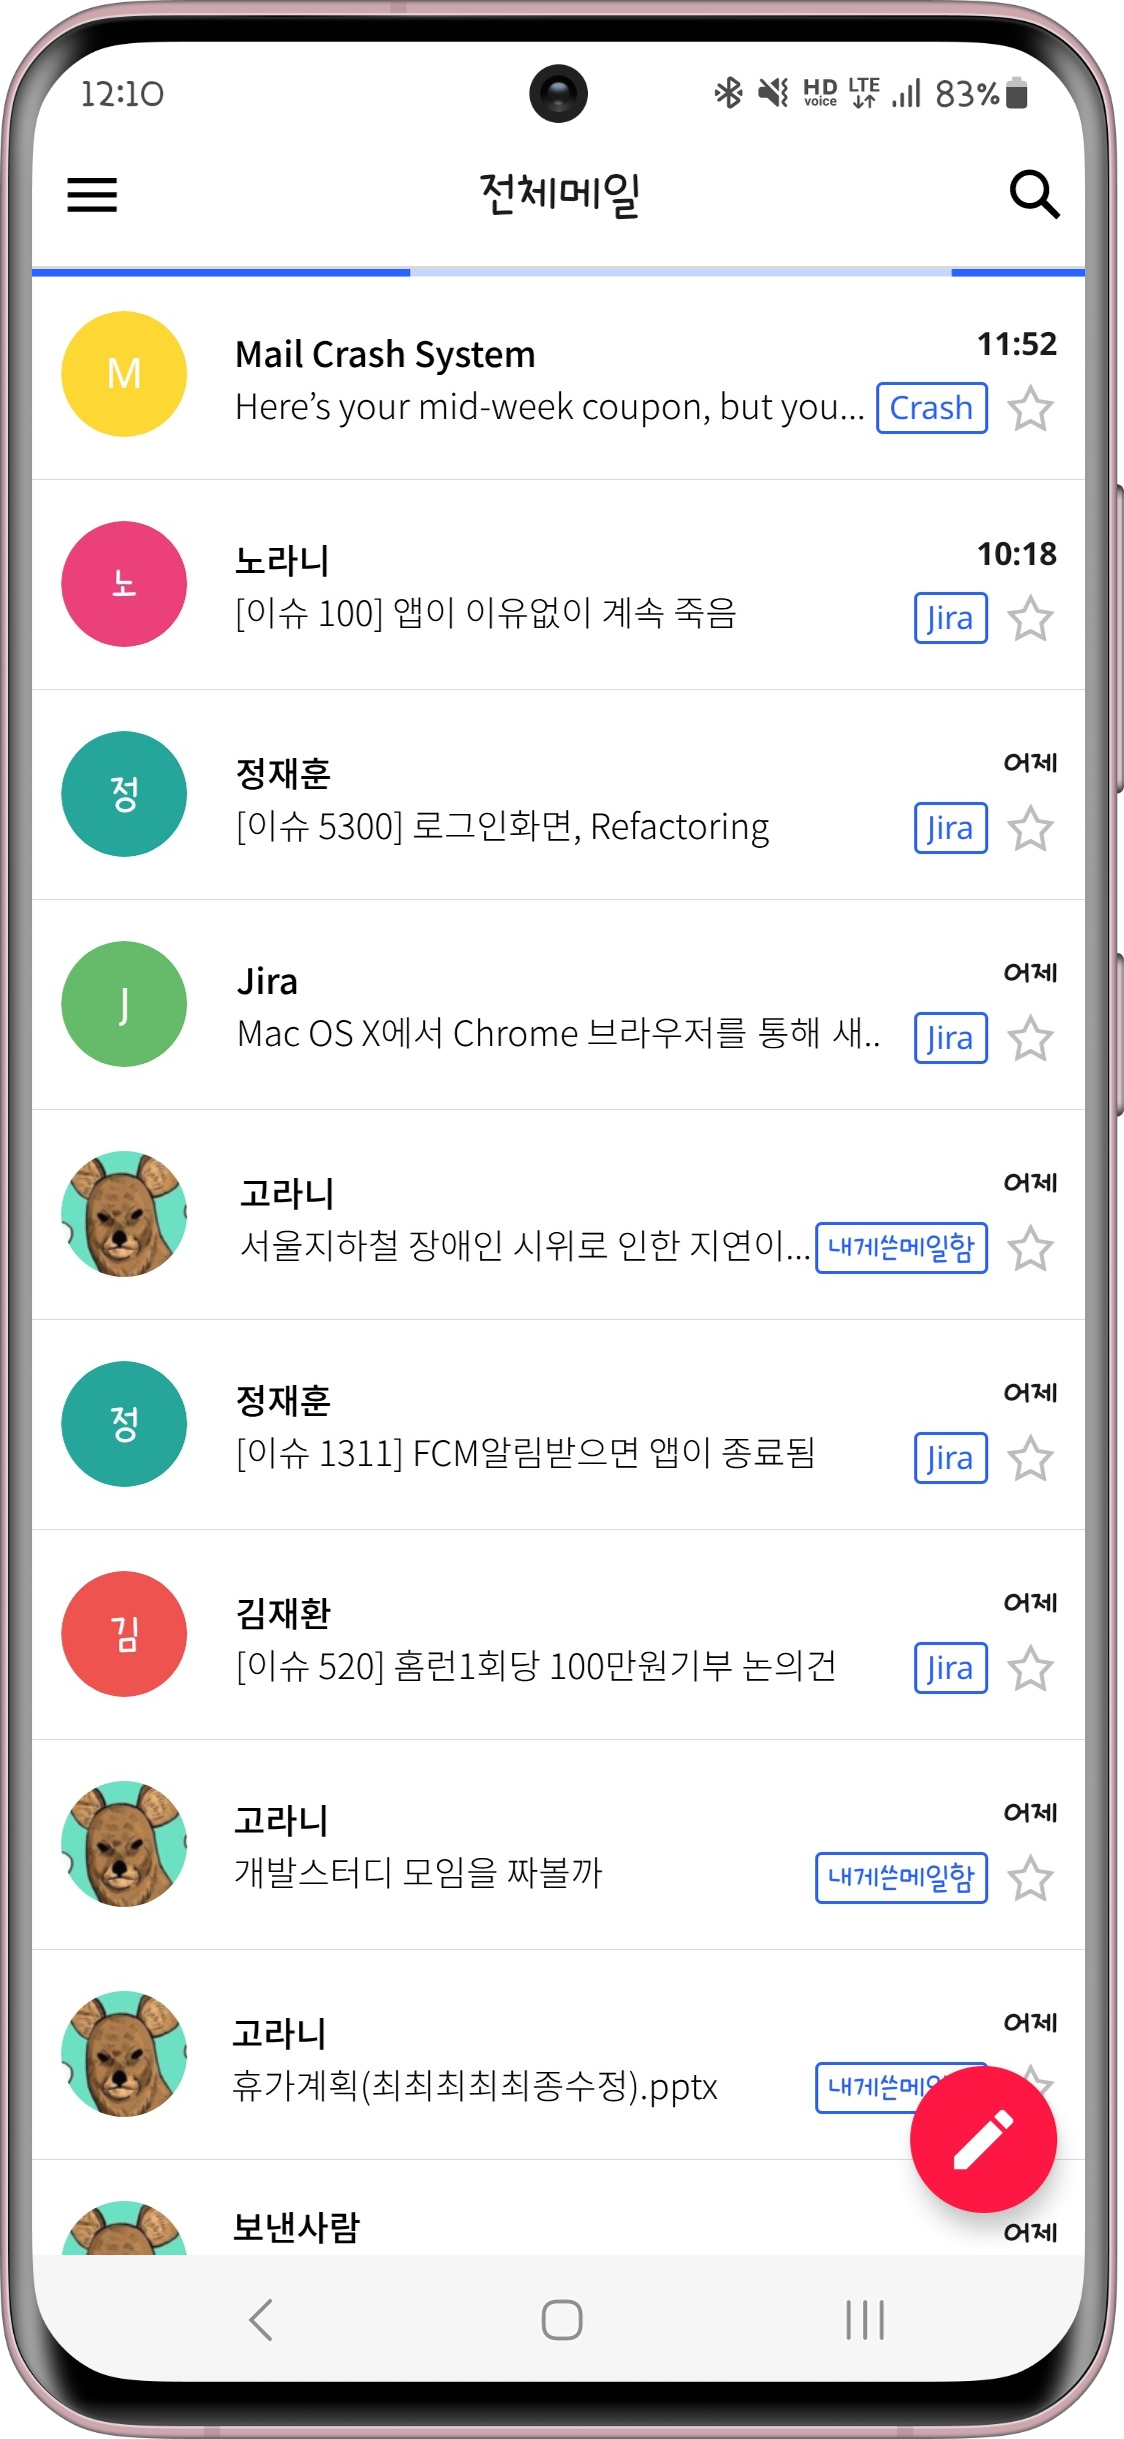 12:10
HD voice LTE 83%
전체메일
M
Mail Crash System
11:52
Here's your mid-week coupon, but you...
Crash
노
노라니
10:18
[이슈 100] 앱이 이유없이 계속 죽음
Jira
정
정재훈
어제
[이슈 5300] 로그인화면, Refactoring
Jira
J
Jira
어제
Mac OS X에서 Chrome 브라우저를 통해 새..
Jira
고라니
어제
서울지하철 장애인 시위로 인한 지연이...
내게쓴메일함
정
정재훈
어제
[이슈 1311] FCM알림받으면 앱이 종료됨
Jira
김
김재환
어제
[이슈 520] 홈런1회당 100만원기부 논의건
Jira
고라니
어제
개발스터디 모임을 짜볼까
내게쓴메일함
고라니
어제
휴가계획(최최최최최종수정).pptx
내게쓴메
보낸사람
어제